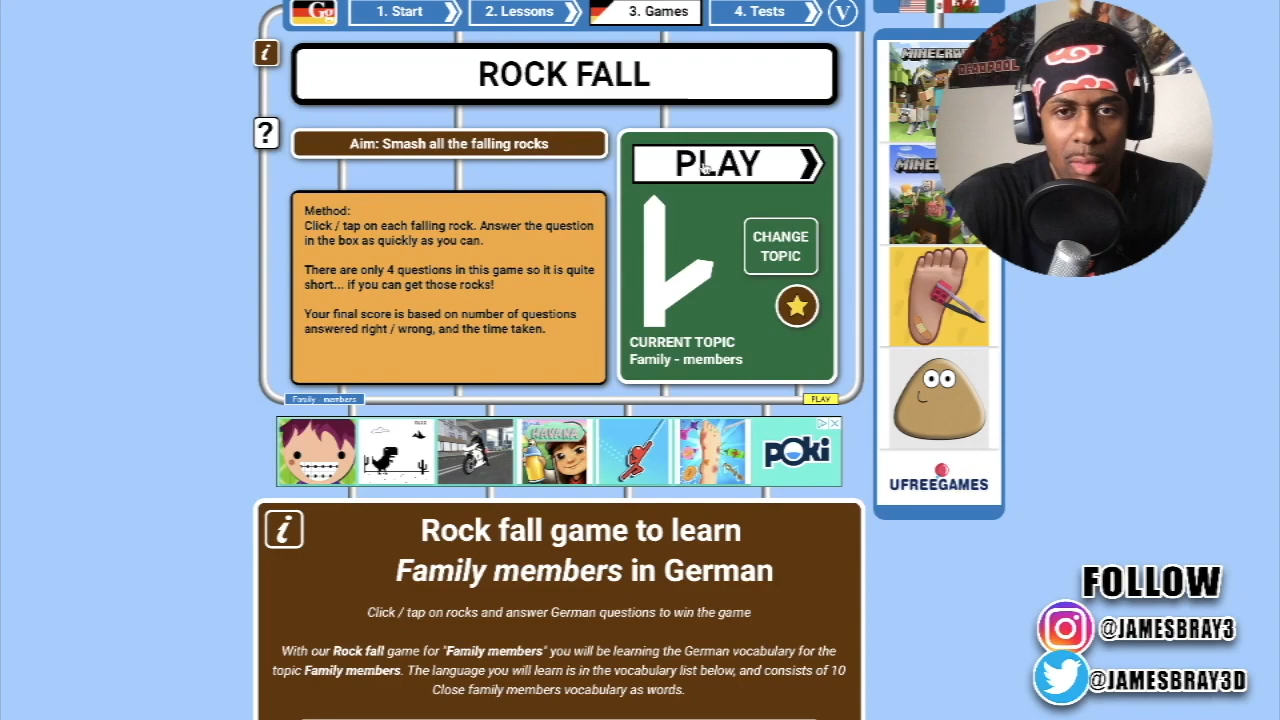 Gg
1. Start
2. Lessons
3. Games
4. Tests
V
i
ROCK FALL
?
Aim: Smash all the falling rocks
PLAY
Method:
Click / tap on each falling rock. Answer the question
in the box as quickly as you can.
There are only 4 questions in this game so it is quite
short... if you can get those rocks!
Your final score is based on number of questions
answered right / wrong, and the time taken.
CHANGE
TOPIC
CURRENT TOPIC
Family - members
Family - members
PLAY
HAVANA
POKI
DEADPOOL
UFREEGAMES
i
Rock fall game to learn
Family members in German
Click / tap on rocks and answer German questions to win the game
With our Rock fall game for "Family members" you will be learning the German vocabulary for the
topic Family members. The language you will learn is in the vocabulary list below, and consists of 10
Close family members vocabulary as words.
FOLLOW
@JAMESBRAY3
@JAMESBRAY3D